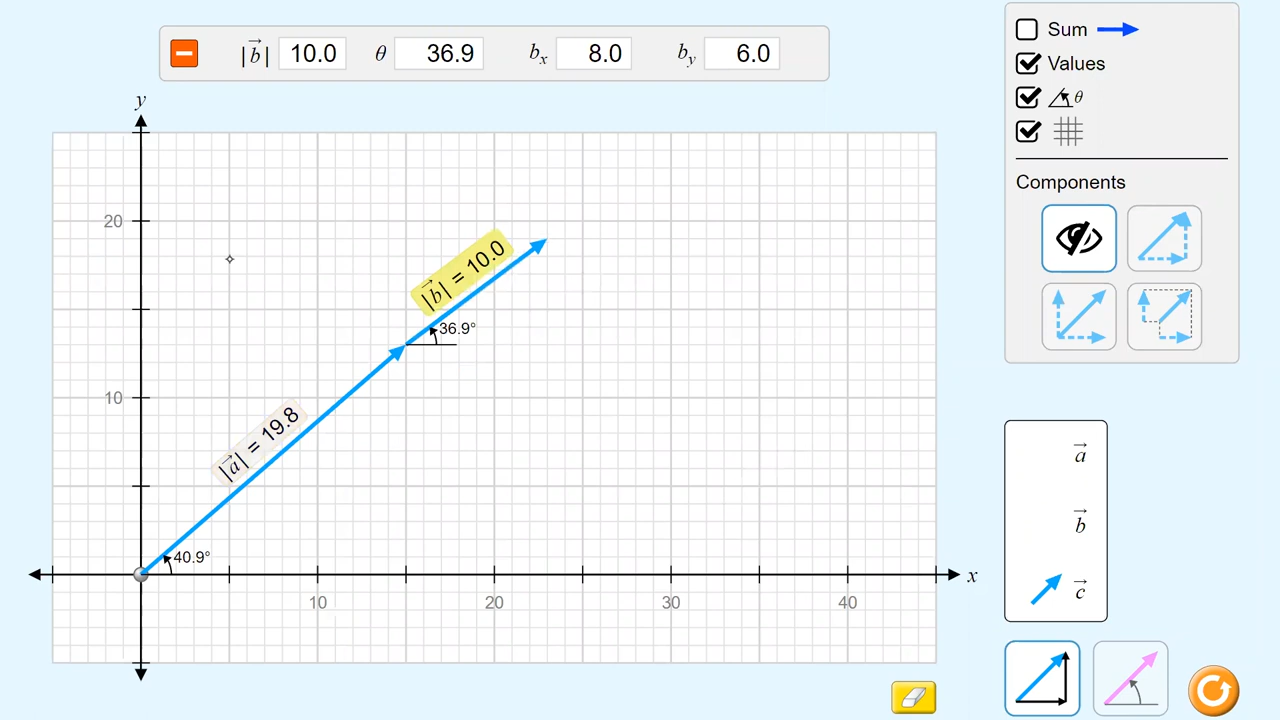 |b⃗| 10.0 θ 36.9 bₓ 8.0 b_y 6.0
Sum
Values
θ
Components
y
20
10
|b⃗| = 10.0
36.9°
|a⃗| = 19.8
40.9°
x
10 20 30 40
a⃗
b⃗
c⃗